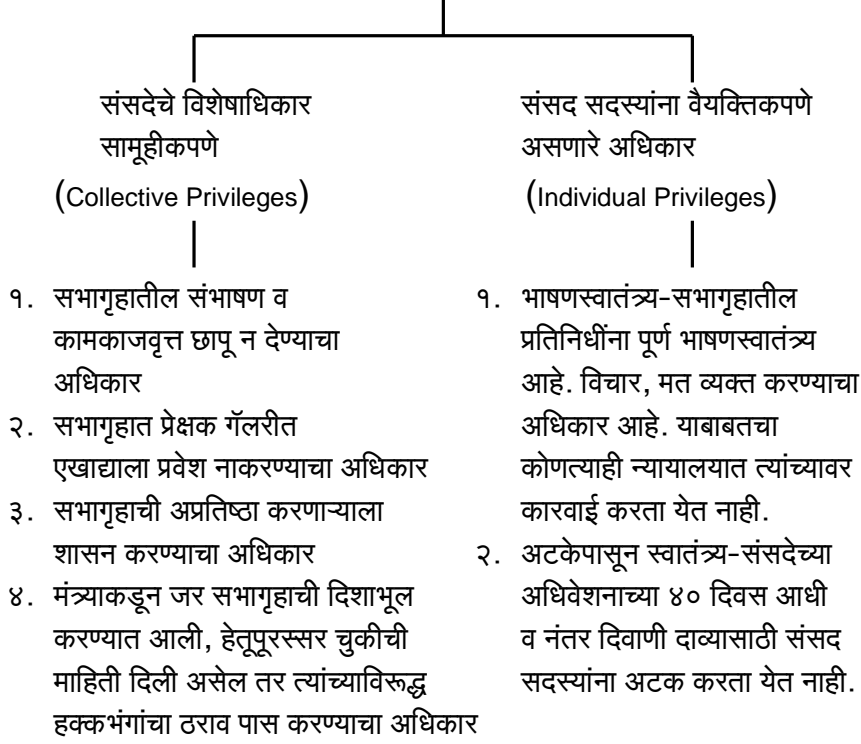 संसदेचे विशेषाधिकार
सामूहीकपणे
(Collective Privileges)
१. सभागृहातील संभाषण व
कामकाजवृत्त छापू न देण्याचा
अधिकार
२. सभागृहात प्रेक्षक गॅलरीत
एखाद्याला प्रवेश नाकरण्याचा अधिकार
३. सभागृहाची अप्रतिष्ठा करणाऱ्याला
शासन करण्याचा अधिकार
४. मंत्र्याकडून जर सभागृहाची दिशाभूल
करण्यात आली, हेतूपूरस्सर चुकीची
माहिती दिली असेल तर त्यांच्याविरूद्ध
हक्कभंगांचा ठराव पास करण्याचा अधिकार
संसद सदस्यांना वैयक्तिकपणे
असणारे अधिकार
(Individual Privileges)
१. भाषणस्वातंत्र्य-सभागृहातील
प्रतिनिधींना पूर्ण भाषणस्वातंत्र्य
आहे. विचार, मत व्यक्त करण्याचा
अधिकार आहे. याबाबतचा
कोणत्याही न्यायालयात त्यांच्यावर
कारवाई करता येत नाही.
२. अटकेपासून स्वातंत्र्य-संसदेच्या
अधिवेशनाच्या ४० दिवस आधी
व नंतर दिवाणी दाव्यासाठी संसद
सदस्यांना अटक करता येत नाही.